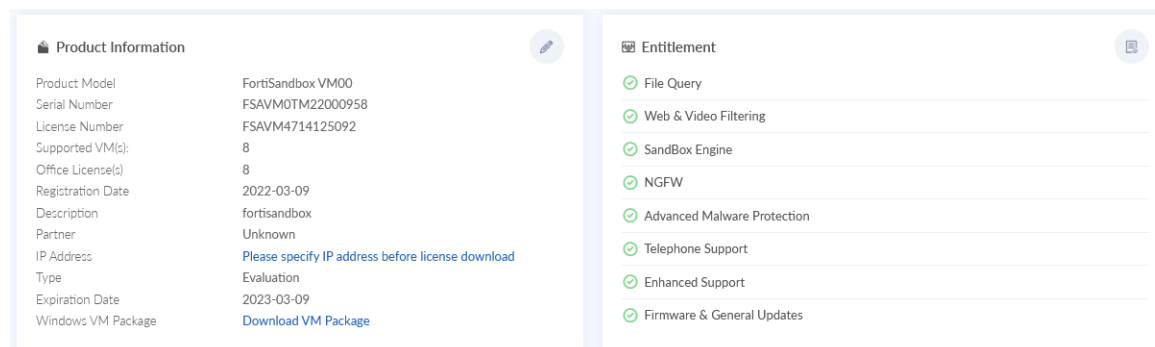 Product Information
Product Model FortiSandbox VM00
Serial Number FSAVM0TM22000958
License Number FSAVM4714125092
Supported VM(s): 8
Office License(s) 8
Registration Date 2022-03-09
Description fortisandbox
Partner Unknown
IP Address Please specify IP address before license download
Type Evaluation
Expiration Date 2023-03-09
Windows VM Package Download VM Package
Entitlement
File Query
Web & Video Filtering
SandBox Engine
NGFW
Advanced Malware Protection
Telephone Support
Enhanced Support
Firmware & General Updates